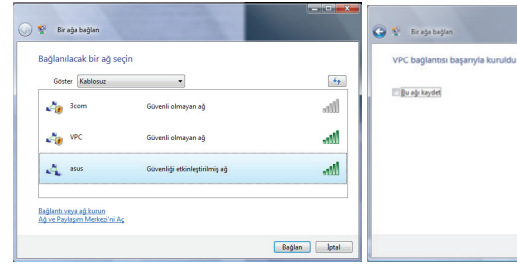 Bir ağa bağlan
Bağlanılacak bir ağ seçin
Göster Kablosuz
3com Güvenli olmayan ağ
VPC Güvenli olmayan ağ
asus Güvenliği etkinleştirilmiş ağ
Bağlantı veya ağ kurun
Ağ ve Paylaşım Merkezi'ni Aç
Bağlan İptal
Bir ağa bağlan
VPC bağlantısı başarıyla kuruldu
Bu ağı kaydet